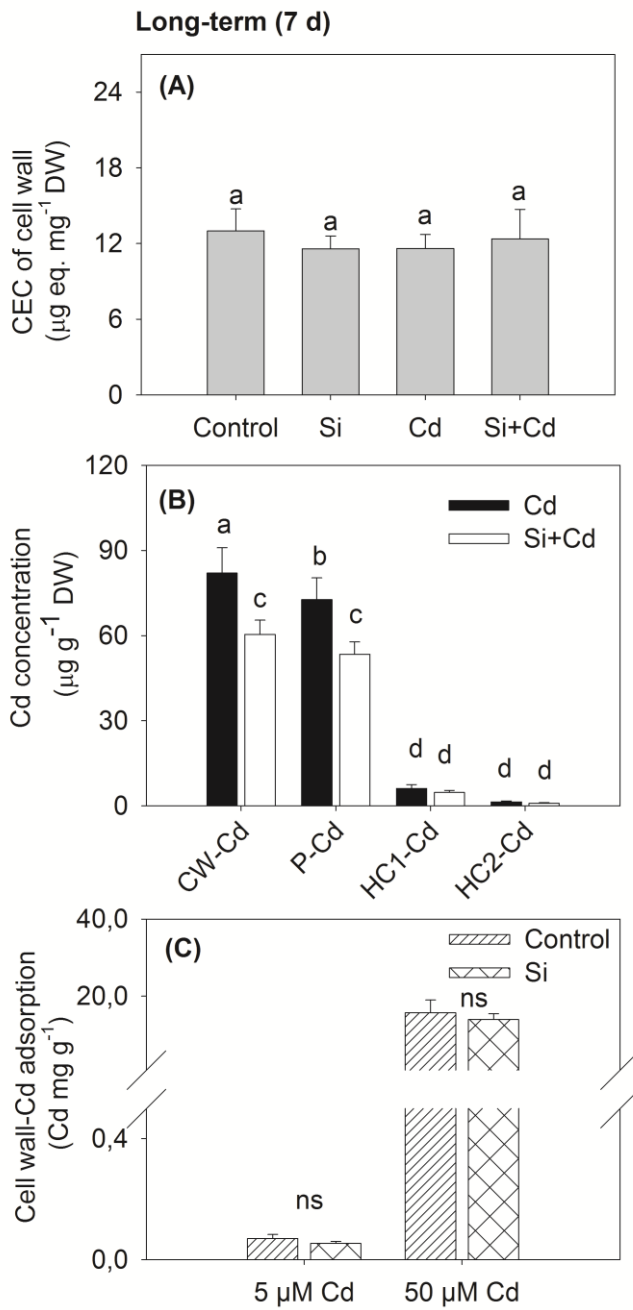 Long-term (7 d)
(A)
CEC of cell wall
(µg eq. mg⁻¹ DW)
24
18
12
6
0
a
a
a
a
Control Si Cd Si+Cd
(B)
Cd concentration
(µg g⁻¹ DW)
120
90
60
30
0
Cd
Si+Cd
a
c
b
c
d
d
d
d
CW-Cd P-Cd HC1-Cd HC2-Cd
(C)
Cell wall-Cd adsorption
(Cd mg g⁻¹)
40,0
20,0
0,4
0,0
Control
Si
ns
ns
5 µM Cd 50 µM Cd